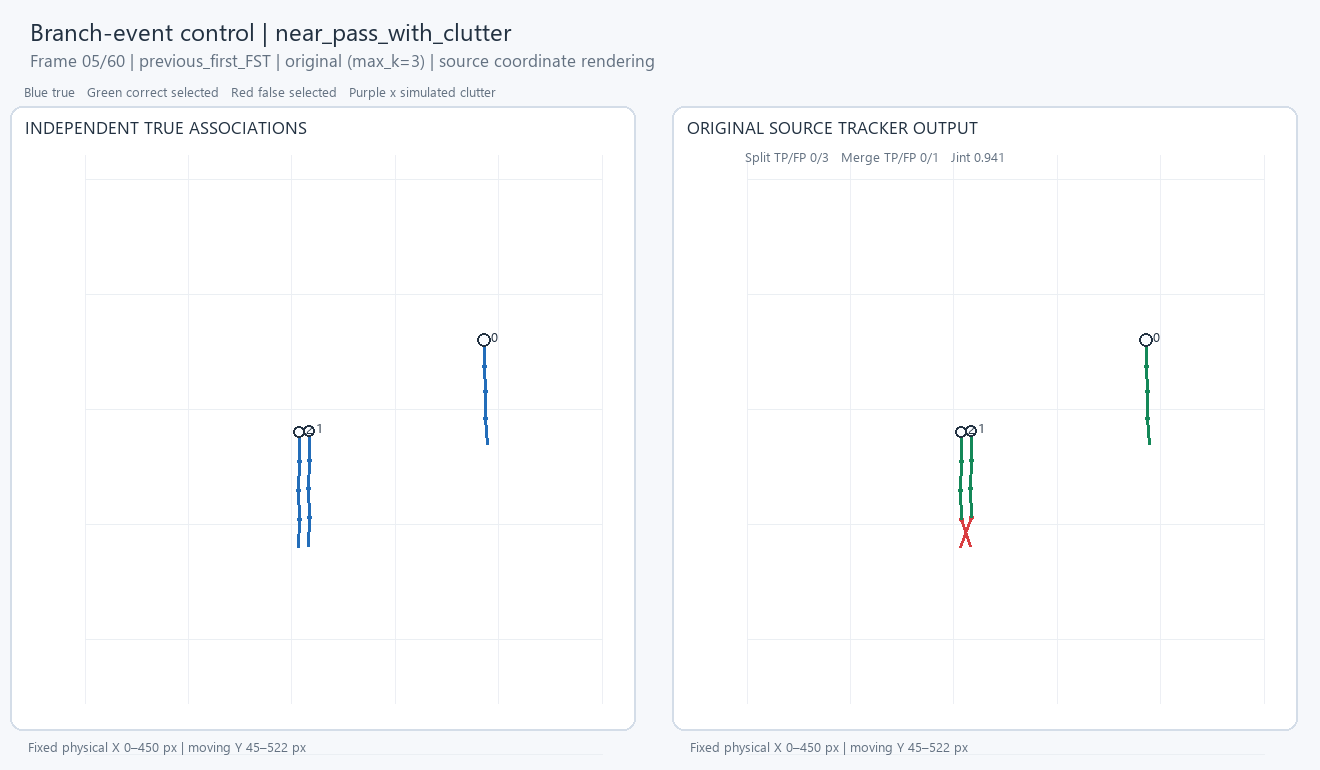 Branch-event control | near_pass_with_clutter
Frame 05/60 | previous_first_FST | original (max_k=3) | source coordinate rendering
Blue true   Green correct selected   Red false selected   Purple x simulated clutter
INDEPENDENT TRUE ASSOCIATIONS
0
2 1
Fixed physical X 0–450 px | moving Y 45–522 px
ORIGINAL SOURCE TRACKER OUTPUT
Split TP/FP 0/3   Merge TP/FP 0/1   Jint 0.941
0
2 1
Fixed physical X 0–450 px | moving Y 45–522 px